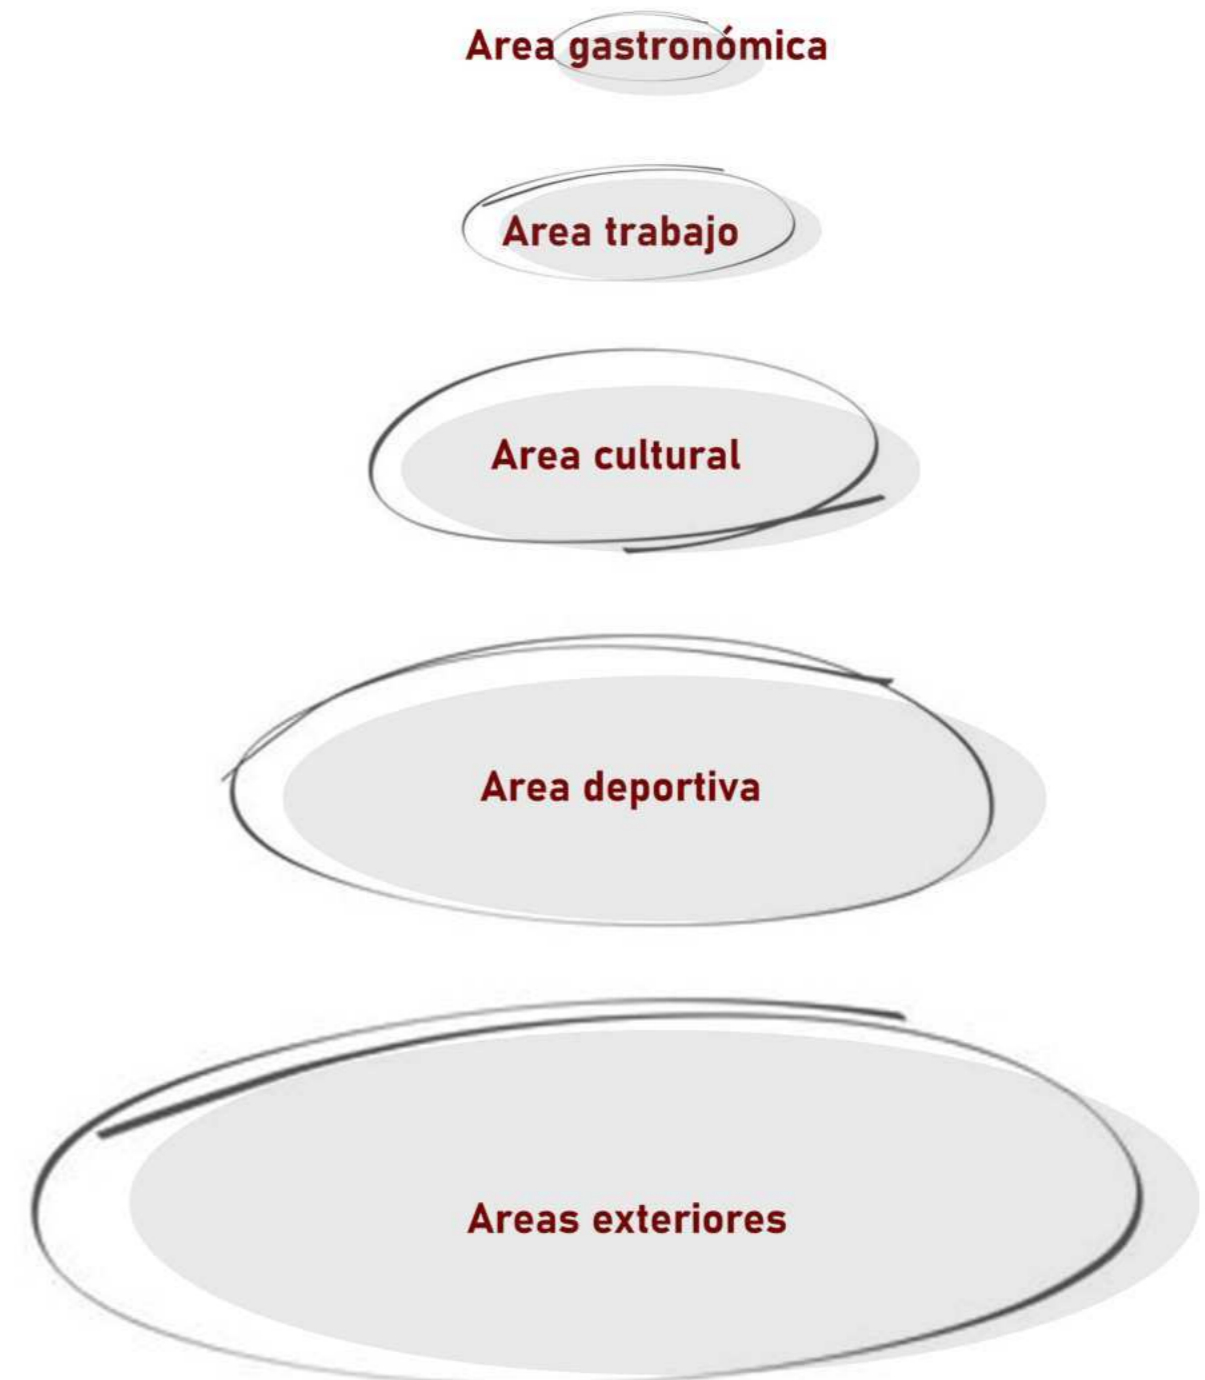 Area gastronómica
Area trabajo
Area cultural
Area deportiva
Areas exteriores